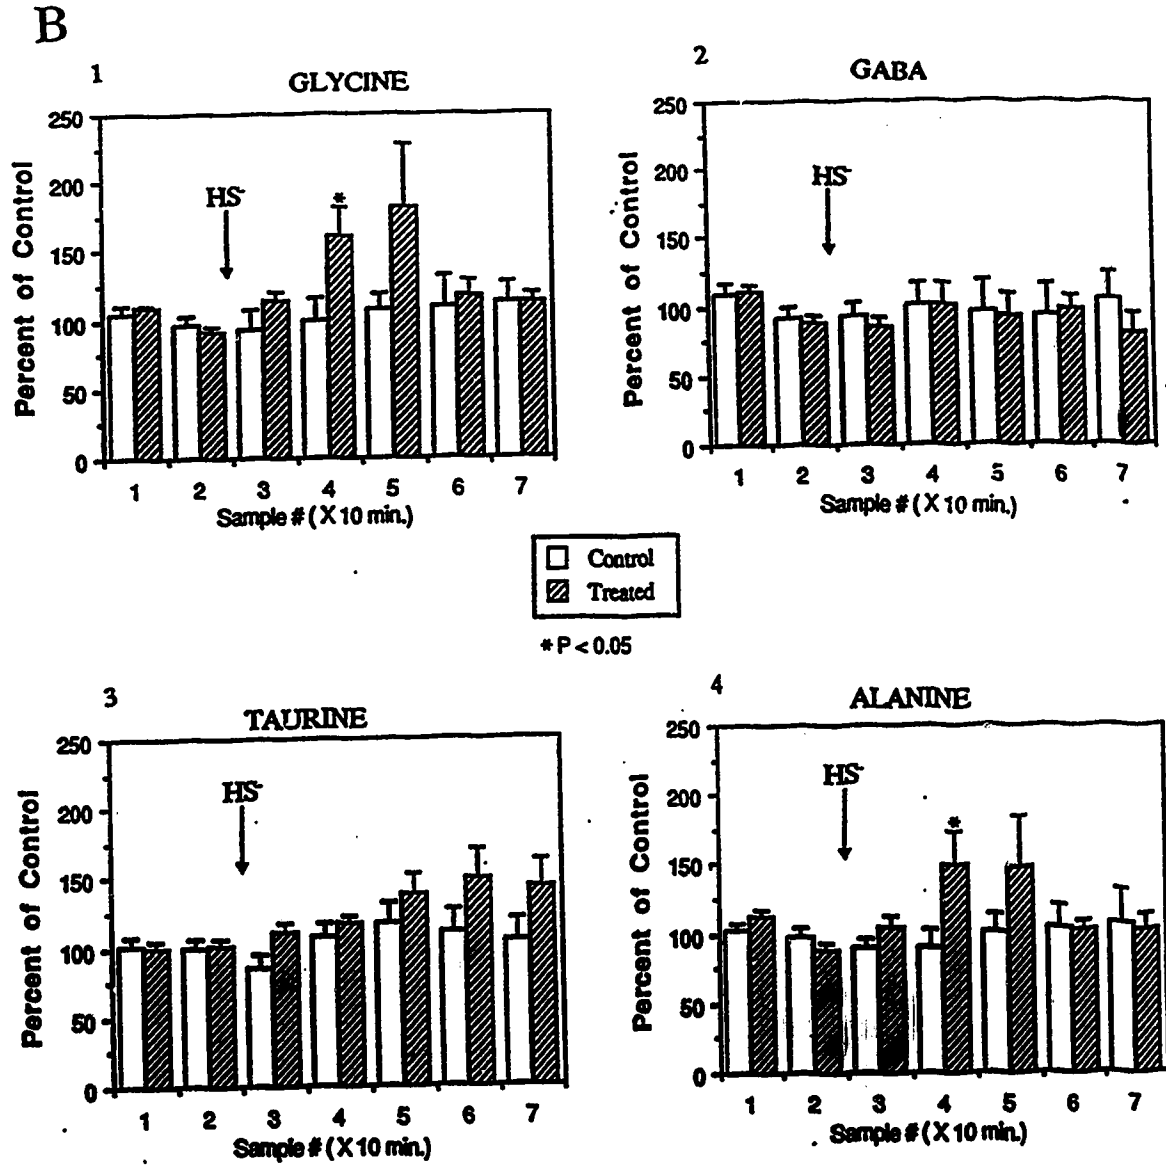 B
1
GLYCINE
250
200
150
100
50
0
Percent of Control
HS-
*
1 2 3 4 5 6 7
Sample # ( X 10 min.)
2
GABA
250
200
150
100
50
0
Percent of Control
HS-
1 2 3 4 5 6 7
Sample # ( X 10 min.)
Control
Treated
* P < 0.05
3
TAURINE
250
200
150
100
50
0
Percent of Control
HS-
1 2 3 4 5 6 7
Sample # ( X 10 min.)
4
ALANINE
250
200
150
100
50
0
Percent of Control
HS-
*
1 2 3 4 5 6 7
Sample # ( X 10 min.)